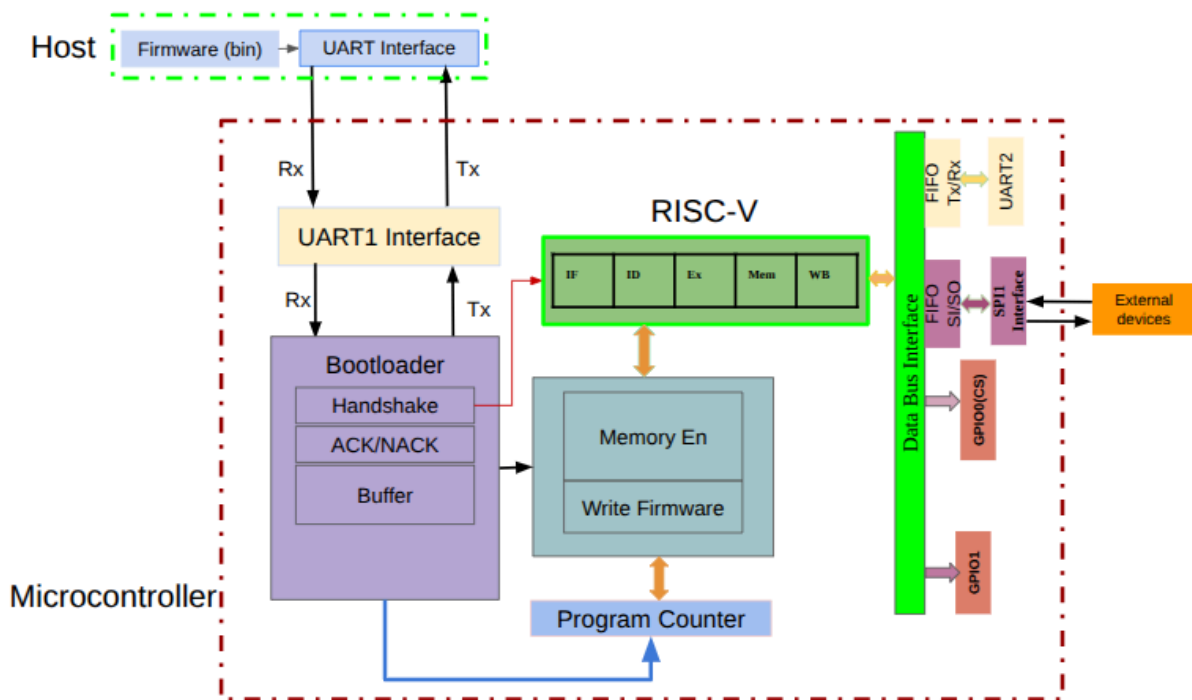 Host
Firmware (bin)
UART Interface
Rx
Tx
UART1 Interface
Rx
Tx
RISC-V
IF
ID
Ex
Mem
WB
Bootloader
Handshake
ACK/NACK
Buffer
Memory En
Write Firmware
Program Counter
Microcontroller
Data Bus Interface
FIFO
Tx/Rx
UART2
FIFO
SI/SO
SPI1
Interface
External
devices
GPIO0(CS)
GPIO1